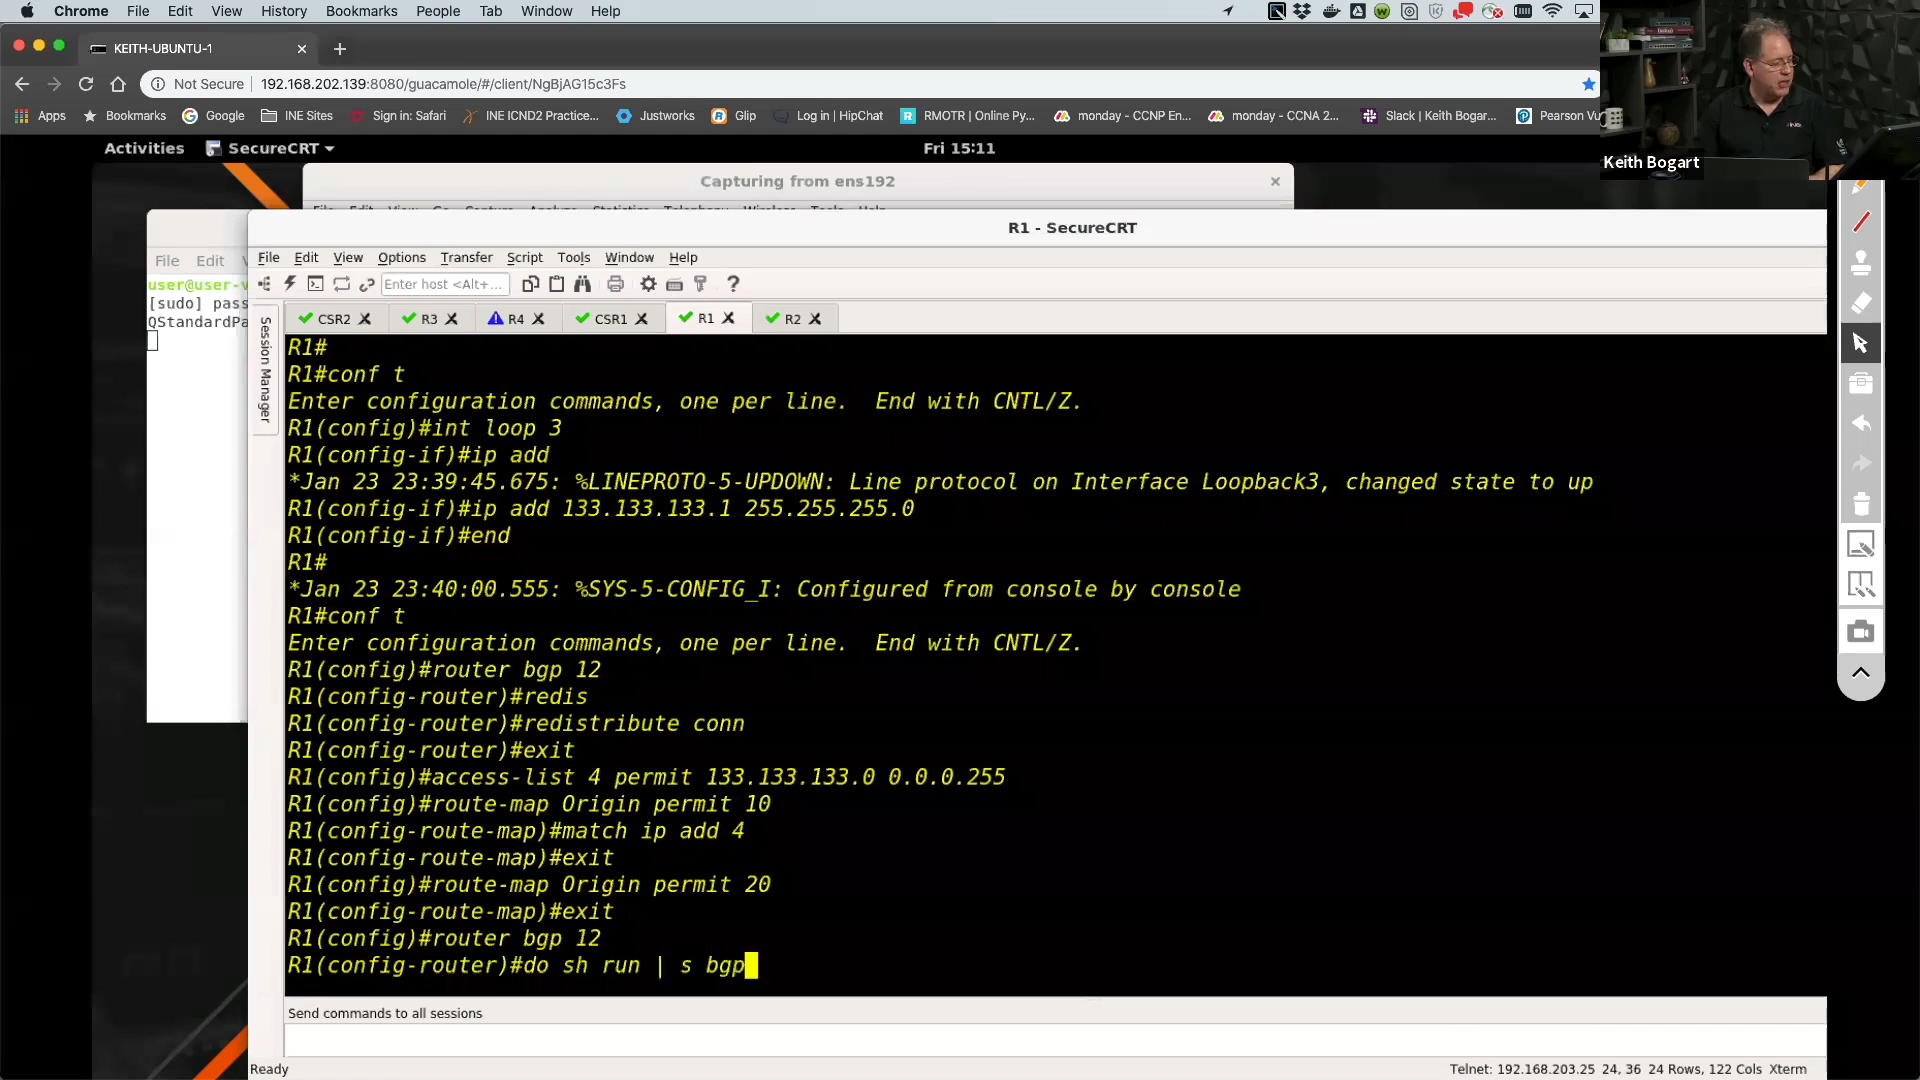 Chrome File Edit View History Bookmarks People Tab Window Help
KEITH-UBUNTU-1
Not Secure 192.168.202.139:8080/guacamole/#/client/NgBjAG15c3Fs
Apps Bookmarks Google INE Sites Sign in: Safari INE ICND2 Practice... Justworks Glip Log in | HipChat RMOTR | Online Py... monday - CCNP En... monday - CCNA 2... Slack | Keith Bogar... Pearson Vu
Keith Bogart
Activities SecureCRT Fri 15:11
Capturing from ens192
R1 - SecureCRT
File Edit
File Edit View Options Transfer Script Tools Window Help
Enter host <Alt+...
user@user-v
[sudo] pass
QStandardPa
Session Manager
CSR2 R3 R4 CSR1 R1 R2
R1#
R1#conf t
Enter configuration commands, one per line.  End with CNTL/Z.
R1(config)#int loop 3
R1(config-if)#ip add
*Jan 23 23:39:45.675: %LINEPROTO-5-UPDOWN: Line protocol on Interface Loopback3, changed state to up
R1(config-if)#ip add 133.133.133.1 255.255.255.0
R1(config-if)#end
R1#
*Jan 23 23:40:00.555: %SYS-5-CONFIG_I: Configured from console by console
R1#conf t
Enter configuration commands, one per line.  End with CNTL/Z.
R1(config)#router bgp 12
R1(config-router)#redis
R1(config-router)#redistribute conn
R1(config-router)#exit
R1(config)#access-list 4 permit 133.133.133.0 0.0.0.255
R1(config)#route-map Origin permit 10
R1(config-route-map)#match ip add 4
R1(config-route-map)#exit
R1(config)#route-map Origin permit 20
R1(config-route-map)#exit
R1(config)#router bgp 12
R1(config-router)#do sh run | s bgp
Send commands to all sessions
Ready Telnet: 192.168.203.25 24, 36 24 Rows, 122 Cols Xterm